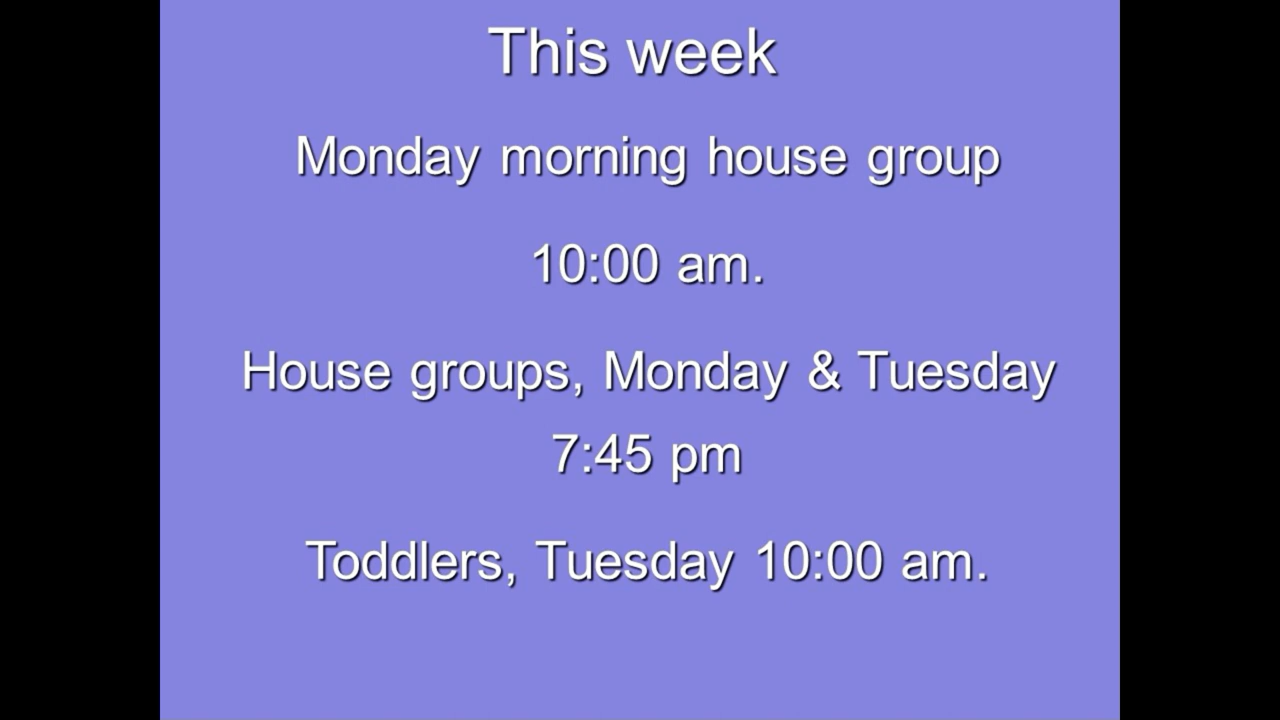 This week
Monday morning house group
10:00 am.
House groups, Monday & Tuesday
7:45 pm
Toddlers, Tuesday 10:00 am.